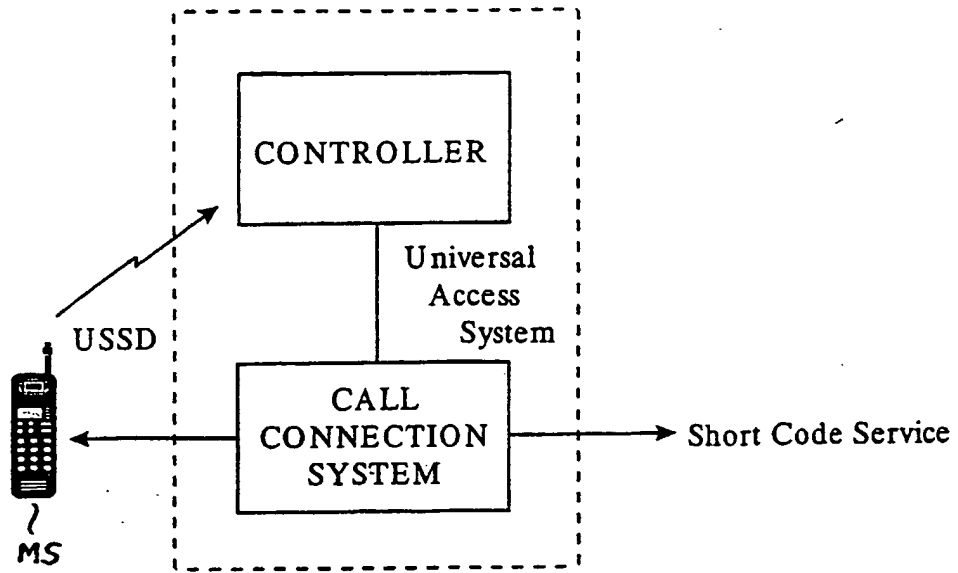 CONTROLLER
Universal
Access
System
USSD
CALL
CONNECTION
SYSTEM
Short Code Service
MS